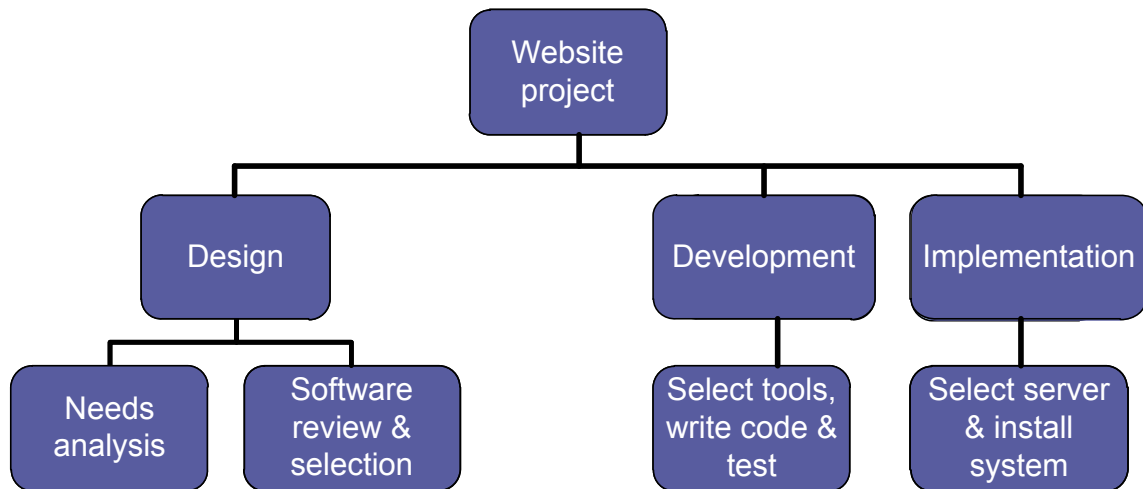 Website
project
Design
Development
Implementation
Needs
analysis
Software
review &
selection
Select tools,
write code &
test
Select server
& install
system